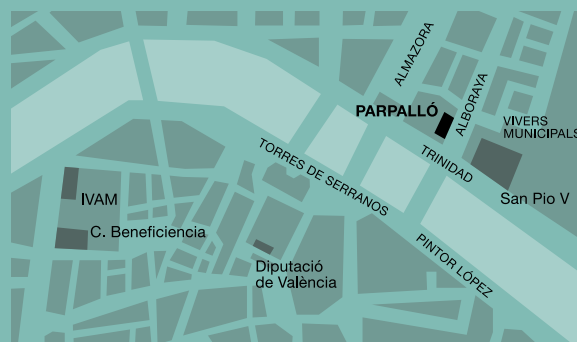 ALMAZORA
PARPALLÓ
ALBORAYA
VIVERS
MUNICIPALS
TORRES DE SERRANOS
TRINIDAD
San Pio V
IVAM
C. Beneficiencia
PINTOR LÓPEZ
Diputació
de València